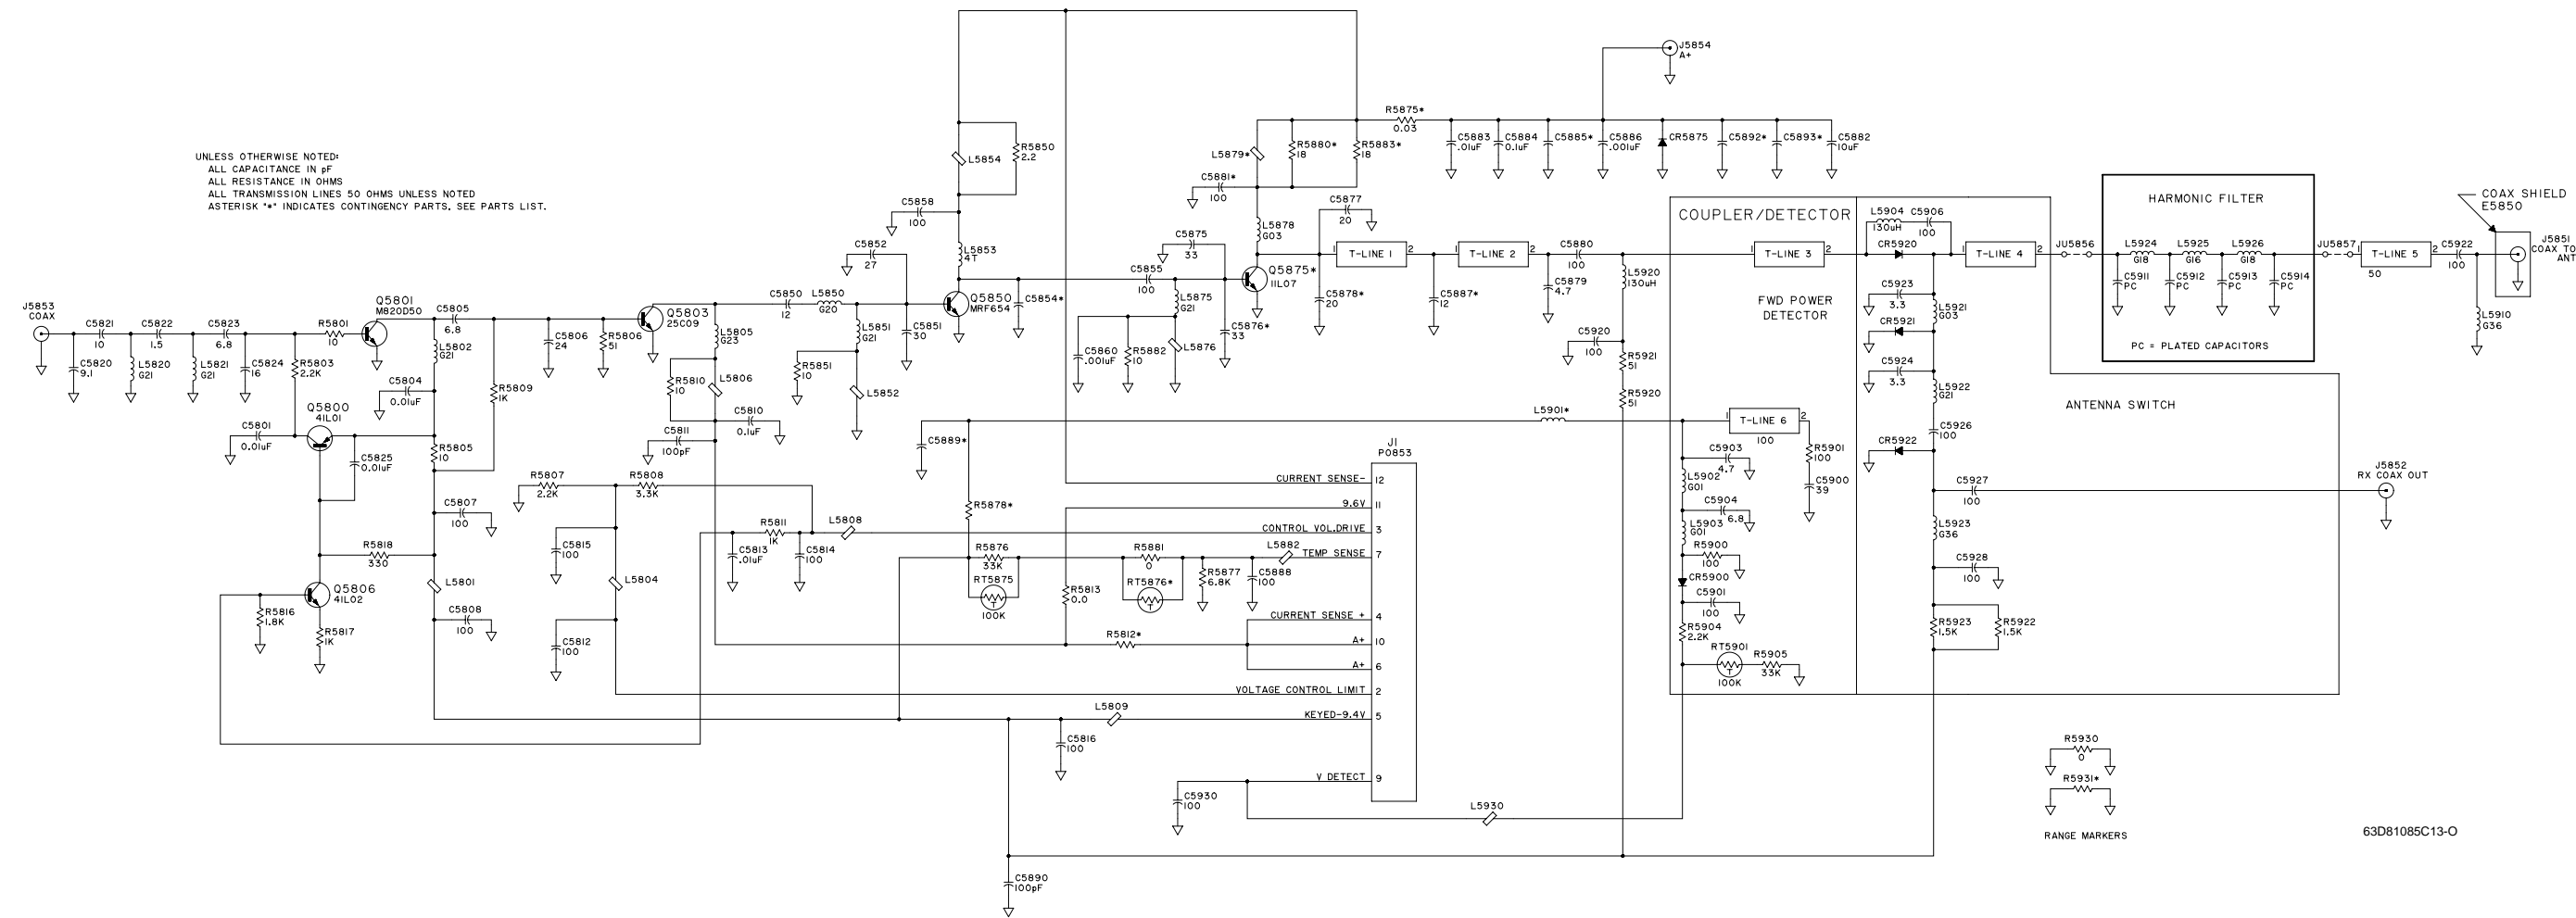 J5854
A+
UNLESS OTHERWISE NOTED:
ALL CAPACITANCE IN pF
ALL RESISTANCE IN OHMS
ALL TRANSMISSION LINES 50 OHMS UNLESS NOTED
ASTERISK "*" INDICATES CONTINGENCY PARTS, SEE PARTS LIST.
L5854
R5850
2.2
C5858
100
L5853
4T
C5852
27
R5875*
0.03
L5879*
R5880*
18
R5883*
18
C5883
.01uF
C5884
0.1uF
C5885*
C5886
.001uF
CR5875
C5892*
C5893*
C5882
10uF
C5881*
100
L5878
G03
C5877
20
C5875
33
C5855
100
Q5875*
11L07
L5875
G21
C5876*
33
L5876
R5882
10
C5860
.001uF
C5878*
20
1 T-LINE 1 2
C5887*
12
1 T-LINE 2 2
C5880
100
C5879
4.7
L5920
130uH
C5920
100
R5921
51
R5920
51
COUPLER/DETECTOR
1 T-LINE 3 2
FWD POWER
DETECTOR
L5904
130uH
C5906
100
CR5920
1 T-LINE 4 2
JU5856
C5923
3.3
L5921
G03
CR5921
C5924
3.3
L5922
G21
C5926
100
CR5922
ANTENNA SWITCH
HARMONIC FILTER
L5924
G18
L5925
G16
L5926
G18
C5911
PC
C5912
PC
C5913
PC
C5914
PC
PC = PLATED CAPACITORS
JU5857
1 T-LINE 5 2
50
C5922
100
L5910
G36
COAX SHIELD
E5850
J5851
COAX TO
ANT
J5853
COAX
C5821
10
C5822
1.5
C5823
6.8
C5820
9.1
L5820
G21
L5821
G21
C5824
16
R5803
2.2K
R5801
10
Q5801
M820D50
C5805
6.8
L5802
G21
C5804
0.01uF
R5809
1K
C5806
24
R5806
51
Q5803
25C09
L5805
G23
R5810
10
L5806
C5850
12
L5850
G20
L5851
G21
R5851
10
L5852
C5851
30
Q5850
MRF654
C5854*
C5801
0.01uF
Q5800
41L01
C5825
0.01uF
R5805
10
C5807
100
R5818
330
L5801
C5808
100
Q5806
41L02
R5816
1.8K
R5817
1K
C5811
100pF
C5810
0.1uF
R5807
2.2K
R5808
3.3K
C5815
100
L5804
C5812
100
C5813
.01uF
R5811
1K
C5814
100
L5808
C5889*
R5878*
R5876
33K
RT5875
T
100K
R5881
0
RT5876*
T
R5877
6.8K
C5888
100
L5882
R5813
0.0
R5812*
L5809
C5816
100
C5930
100
C5890
100pF
L5930
J1
P0853
CURRENT SENSE- 12
9.6V 11
CONTROL VOL.DRIVE 3
TEMP SENSE 7
CURRENT SENSE + 4
A+ 10
A+ 6
VOLTAGE CONTROL LIMIT 2
KEYED-9.4V 5
V DETECT 9
L5901*
1 T-LINE 6 2
100
C5903
4.7
L5902
G01
C5904
6.8
L5903
G01
R5900
100
CR5900
C5901
100
R5904
2.2K
RT5901
T
100K
R5905
33K
R5901
100
C5900
39
C5927
100
L5923
G36
C5928
100
R5923
1.5K
R5922
1.5K
J5852
RX COAX OUT
R5930
0
R5931*
RANGE MARKERS
63D81085C13-O